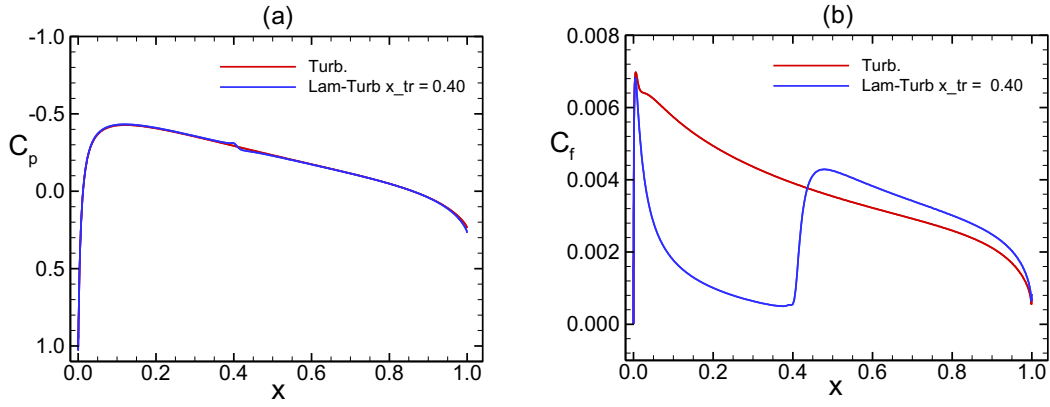 (a)
-1.0
-0.5
0.0
0.5
1.0
C_p
Turb.
Lam-Turb x_tr = 0.40
0.0 0.2 0.4 0.6 0.8 1.0
x
(b)
0.008
0.006
0.004
0.002
0.000
C_f
Turb.
Lam-Turb x_tr = 0.40
0.0 0.2 0.4 0.6 0.8 1.0
x